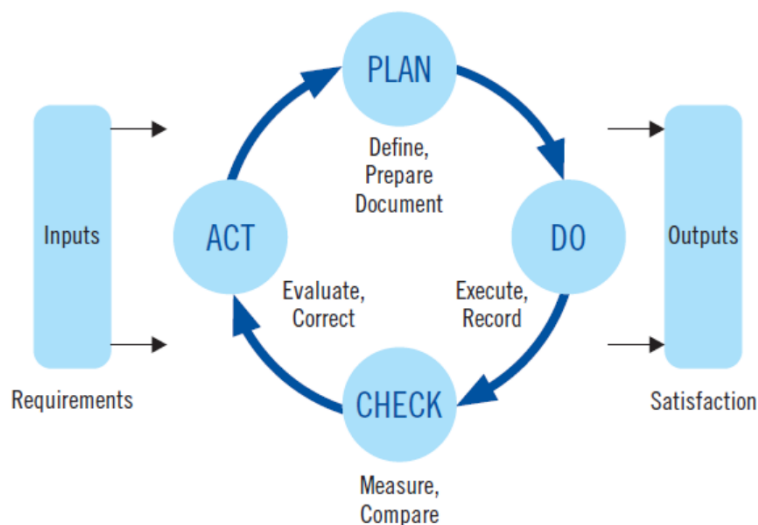 PLAN
Define,
Prepare
Document
Inputs
ACT
DO
Outputs
Evaluate,
Correct
Execute,
Record
Requirements
CHECK
Satisfaction
Measure,
Compare